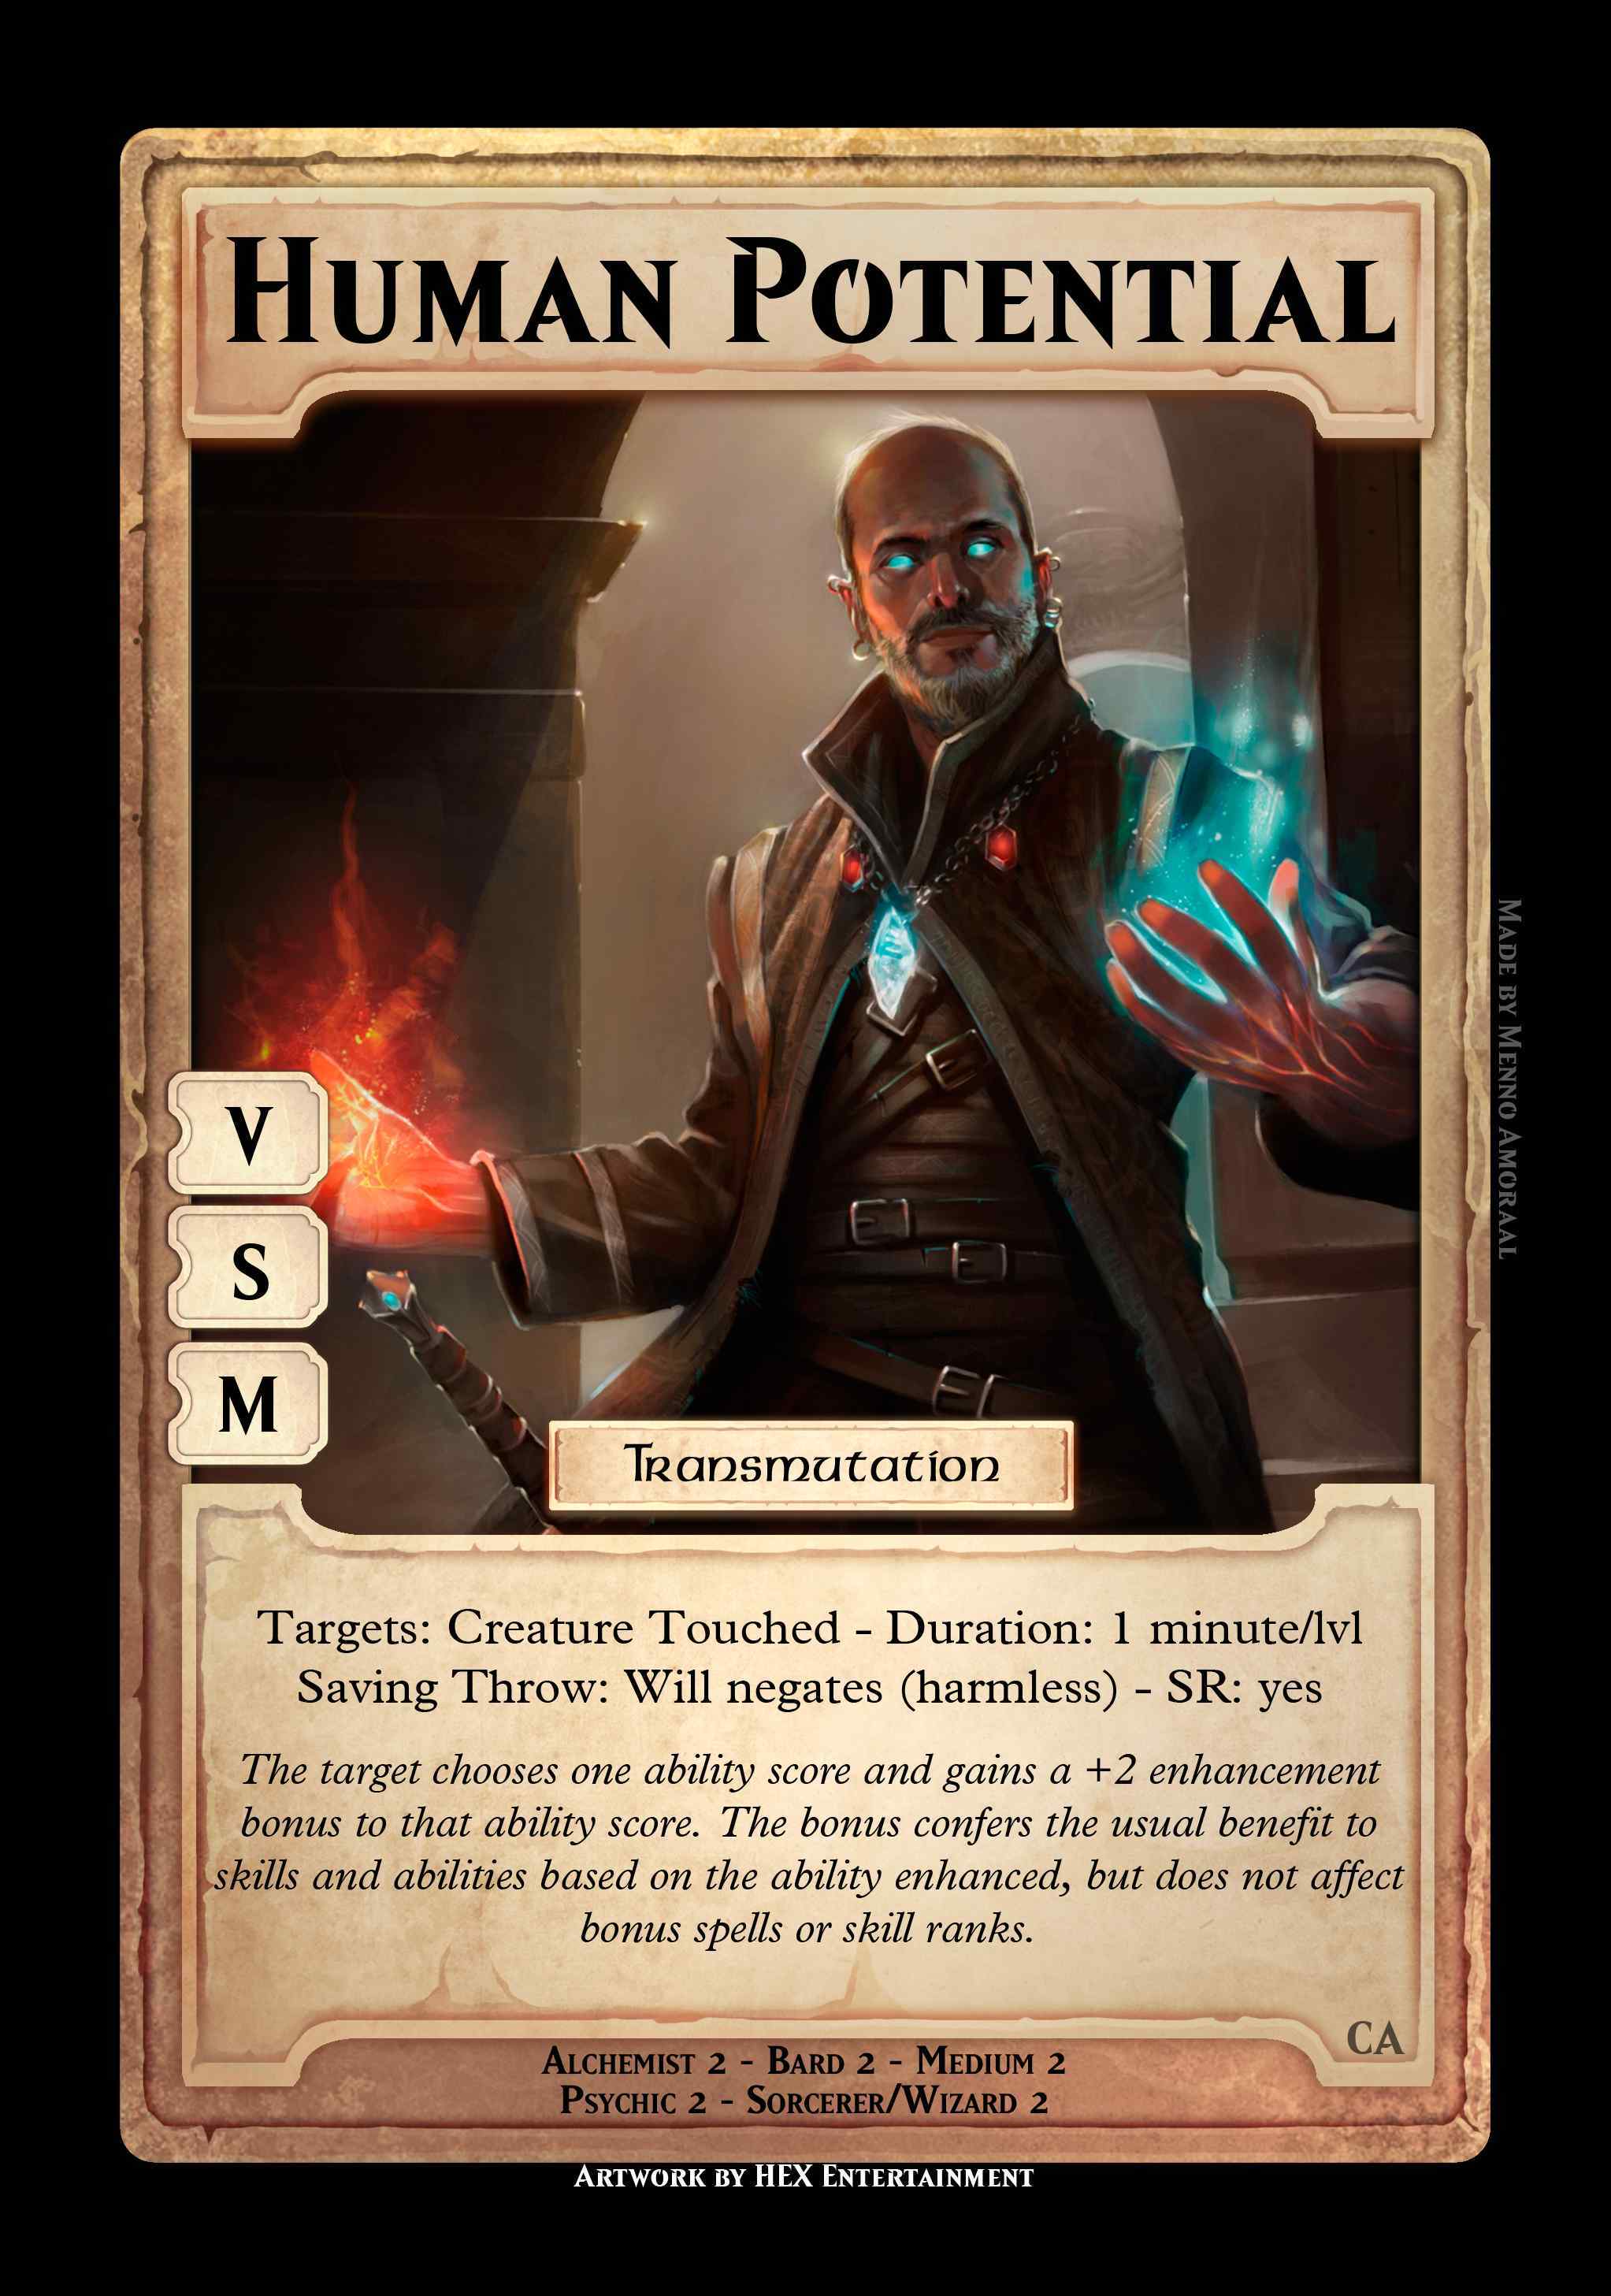 Human Potential
V
S
M
Transmutation
Targets: Creature Touched - Duration: 1 minute/lvl
Saving Throw: Will negates (harmless) - SR: yes
The target chooses one ability score and gains a +2 enhancement
bonus to that ability score. The bonus confers the usual benefit to
skills and abilities based on the ability enhanced, but does not affect
bonus spells or skill ranks.
CA
Alchemist 2 - Bard 2 - Medium 2
Psychic 2 - Sorcerer/Wizard 2
Artwork by HEX Entertainment
Made by Menno Amoraal